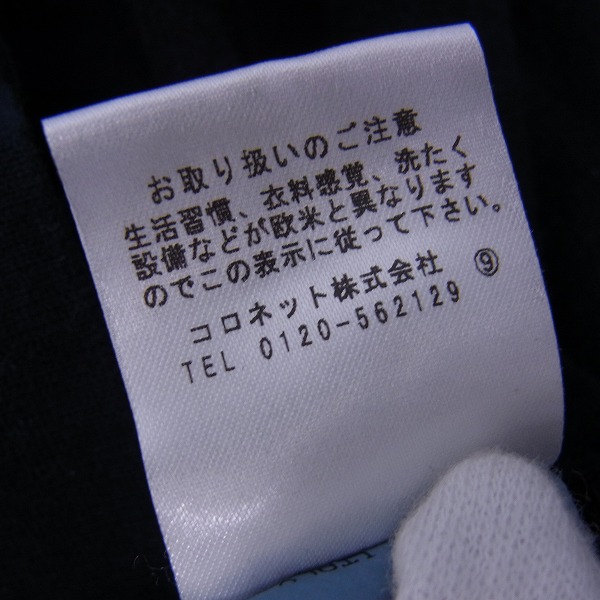 お取り扱いのご注意
生活習慣、衣料感覚、洗たく
設備などが欧米と異なります
のでこの表示に従って下さい。
コロネット株式会社 ⑨
TEL 0120-562129